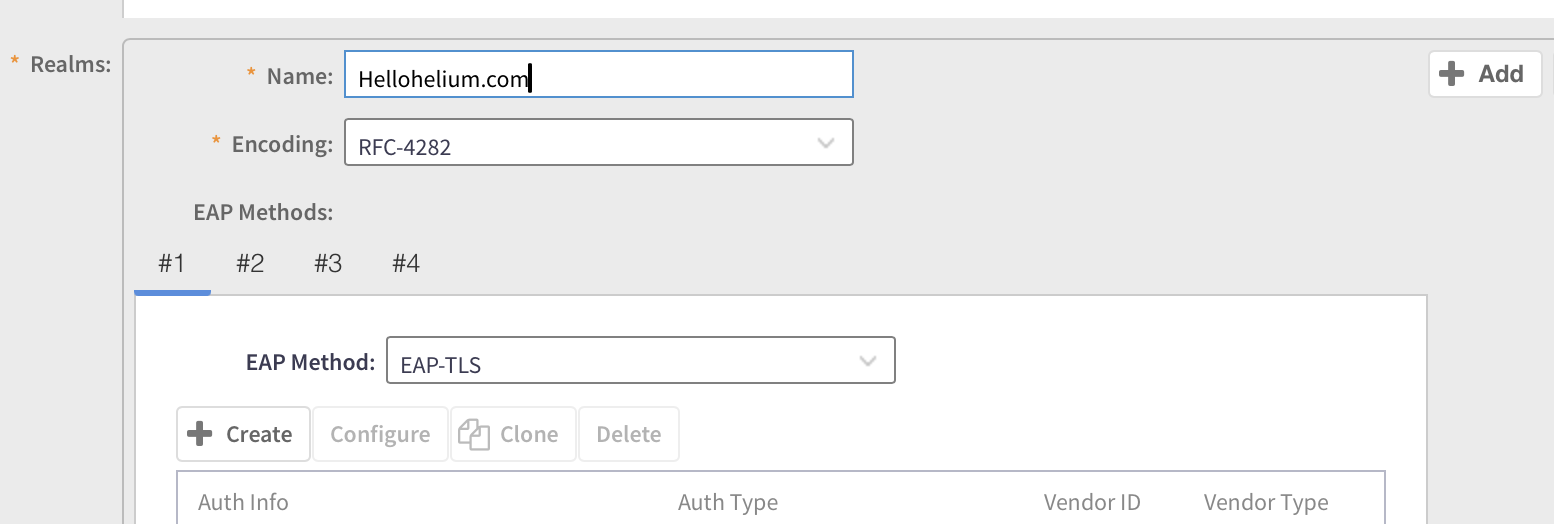 * Realms:
* Name: Hellohelium.com
+ Add
* Encoding: RFC-4282
EAP Methods:
#1 #2 #3 #4
EAP Method: EAP-TLS
+ Create Configure Clone Delete
Auth Info Auth Type Vendor ID Vendor Type